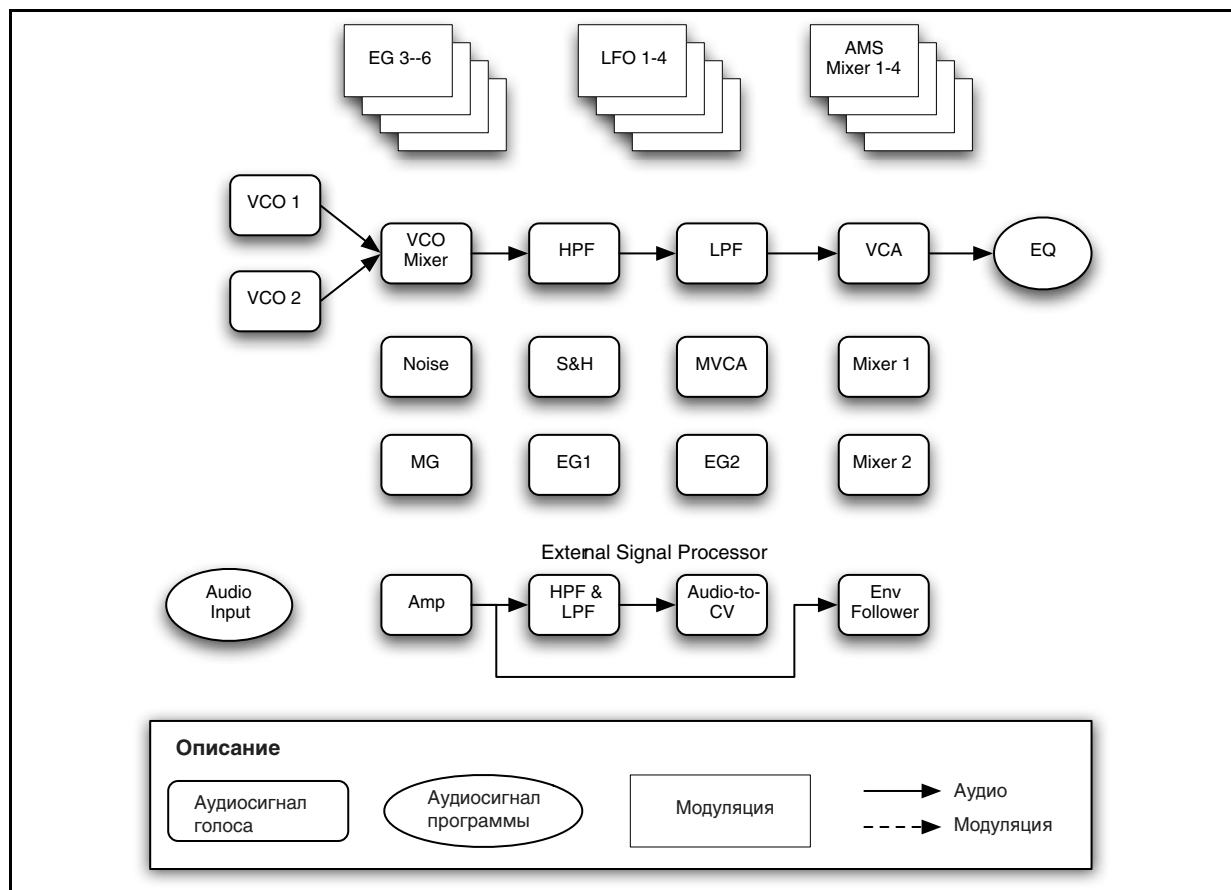 EG 3--6
LFO 1-4
AMS
Mixer 1-4
VCO 1
VCO 2
VCO
Mixer
HPF
LPF
VCA
EQ
Noise
S&H
MVCA
Mixer 1
MG
EG1
EG2
Mixer 2
External Signal Processor
Audio
Input
Amp
HPF &
LPF
Audio-to-
CV
Env
Follower
Описание
Аудиосигнал
голоса
Аудиосигнал
программы
Модуляция
Аудио
Модуляция